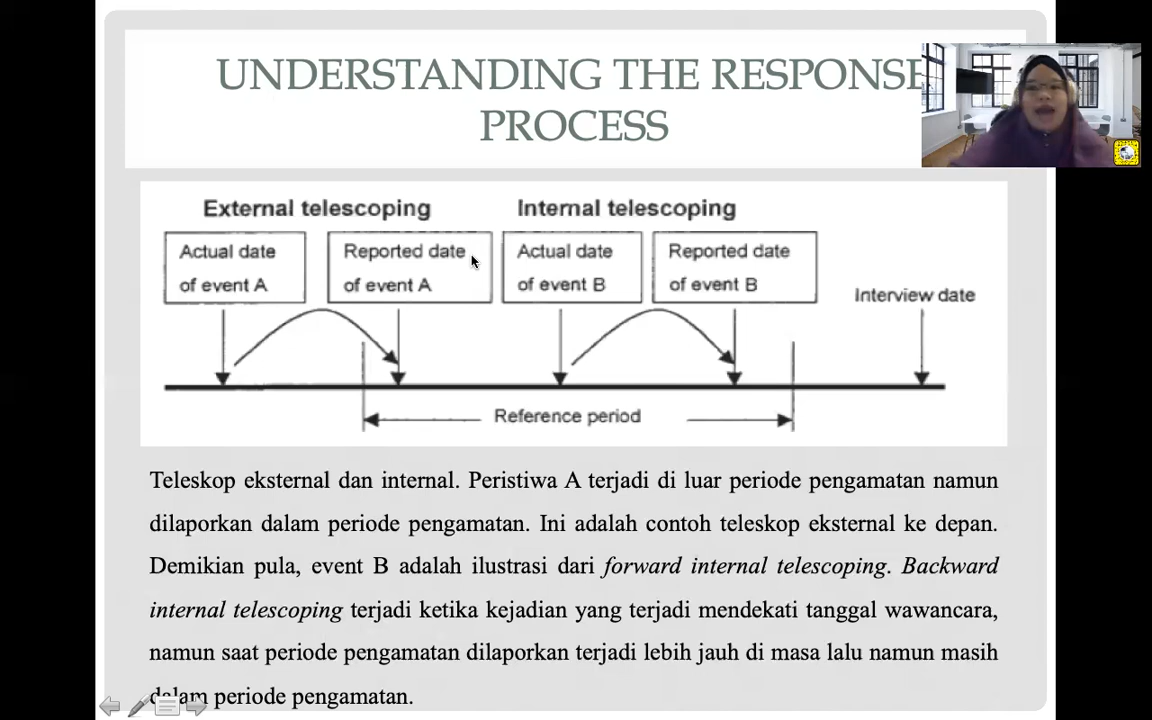 UNDERSTANDING THE RESPONSE
PROCESS
External telescoping
Internal telescoping
Actual date
of event A
Reported date
of event A
Actual date
of event B
Reported date
of event B
Interview date
Reference period
Teleskop eksternal dan internal. Peristiwa A terjadi di luar periode pengamatan namun
dilaporkan dalam periode pengamatan. Ini adalah contoh teleskop eksternal ke depan.
Demikian pula, event B adalah ilustrasi dari forward internal telescoping. Backward
internal telescoping terjadi ketika kejadian yang terjadi mendekati tanggal wawancara,
namun saat periode pengamatan dilaporkan terjadi lebih jauh di masa lalu namun masih
dalam periode pengamatan.